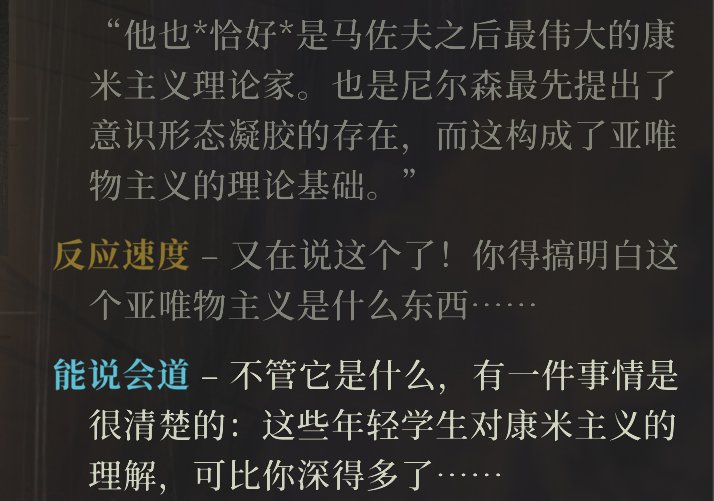 “他也*恰好*是马佐夫之后最伟大的康
米主义理论家。也是尼尔森最先提出了
意识形态凝胶的存在，而这构成了亚唯
物主义的理论基础。”
反应速度 – 又在说这个了！你得搞明白这
个亚唯物主义是什么东西……
能说会道 – 不管它是什么，有一件事情是
很清楚的：这些年轻学生对康米主义的
理解，可比你深得多了……